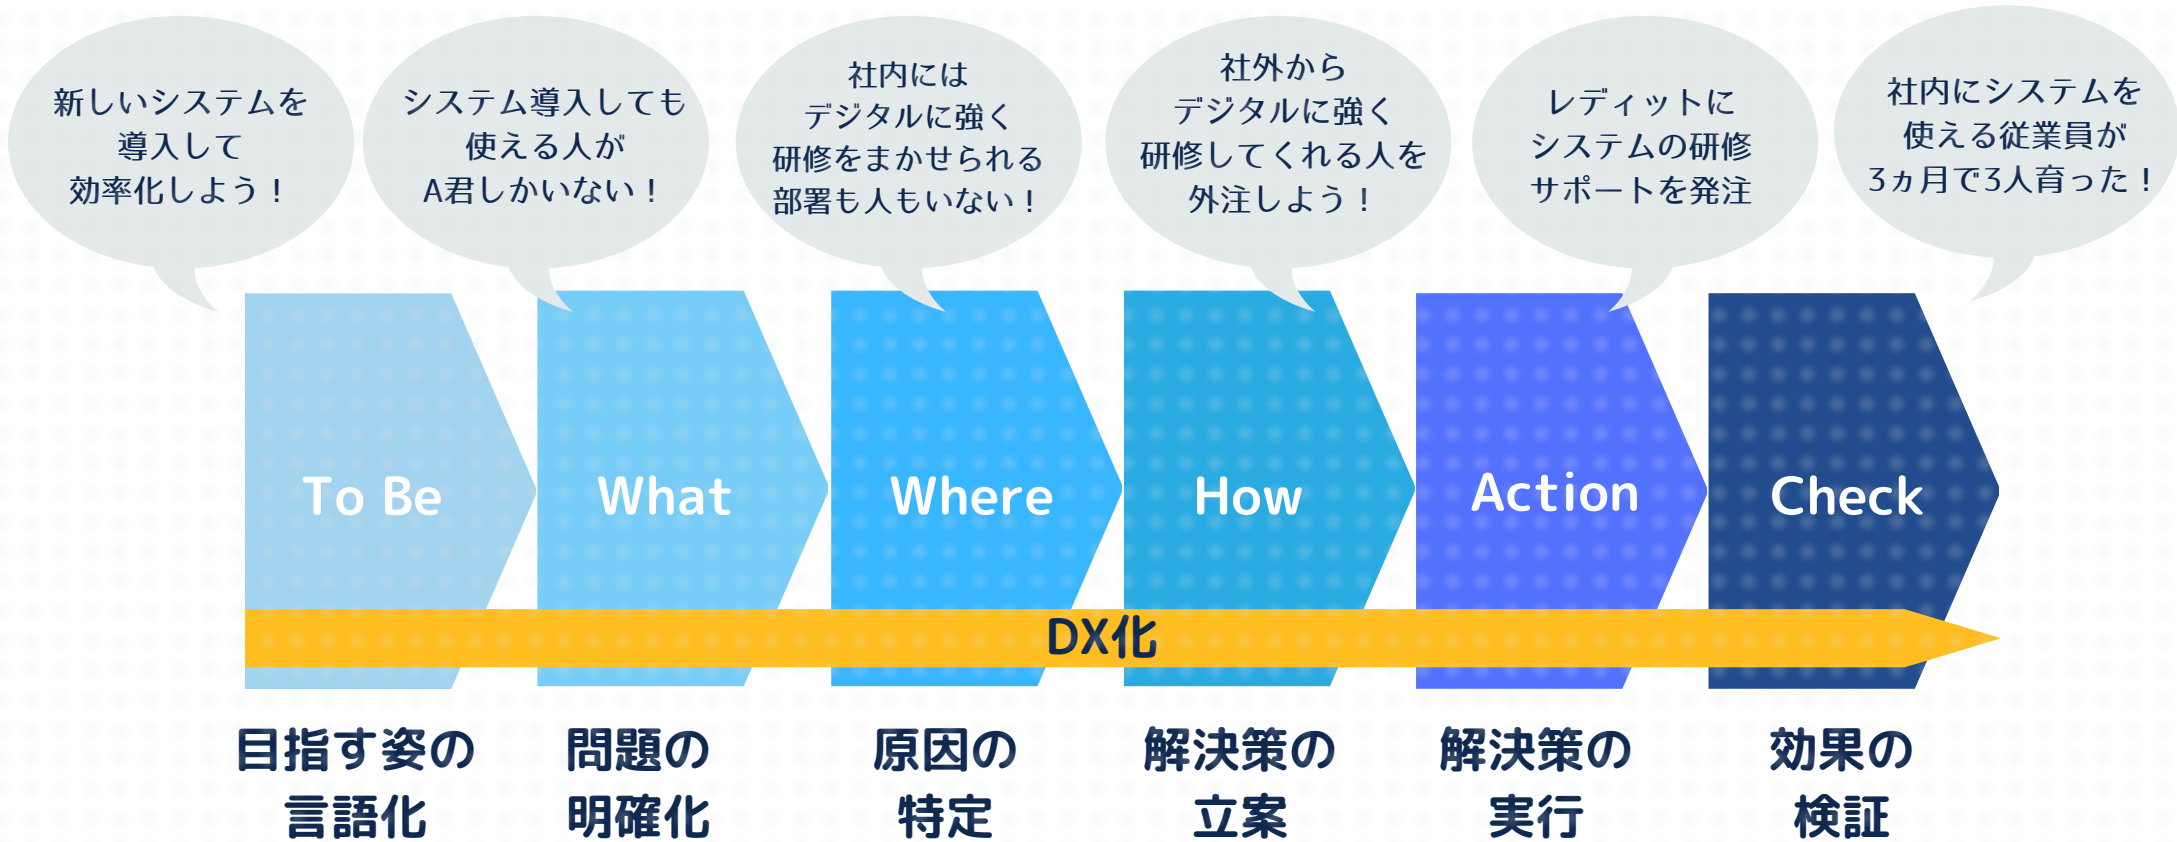 新しいシステムを
導入して
効率化しよう！
システム導入しても
使える人が
A君しかいない！
社内には
デジタルに強く
研修をまかせられる
部署も人もいない！
社外から
デジタルに強く
研修してくれる人を
外注しよう！
レディットに
システムの研修
サポートを発注
社内にシステムを
使える従業員が
3ヵ月で3人育った！
To Be
What
Where
How
Action
Check
DX化
目指す姿の
言語化
問題の
明確化
原因の
特定
解決策の
立案
解決策の
実行
効果の
検証